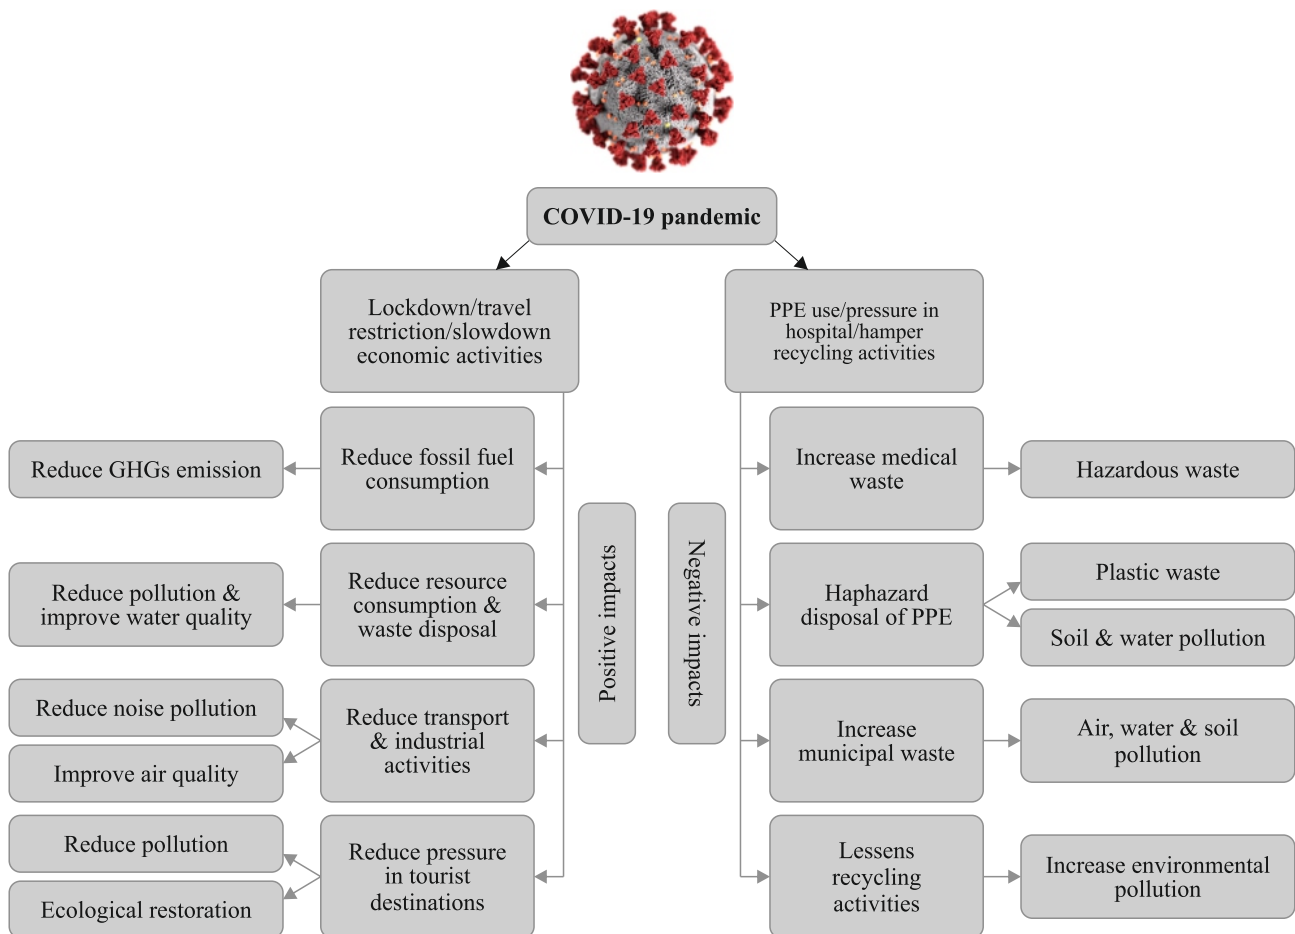 COVID-19 pandemic
Lockdown/travel
restriction/slowdown
economic activities
PPE use/pressure in
hospital/hamper
recycling activities
Reduce GHGs emission
Reduce fossil fuel
consumption
Increase medical
waste
Hazardous waste
Reduce pollution &
improve water quality
Reduce resource
consumption &
waste disposal
Positive impacts
Negative impacts
Haphazard
disposal of PPE
Plastic waste
Soil & water pollution
Reduce noise pollution
Improve air quality
Reduce transport
& industrial
activities
Increase
municipal waste
Air, water & soil
pollution
Reduce pollution
Ecological restoration
Reduce pressure
in tourist
destinations
Lessens
recycling
activities
Increase environmental
pollution